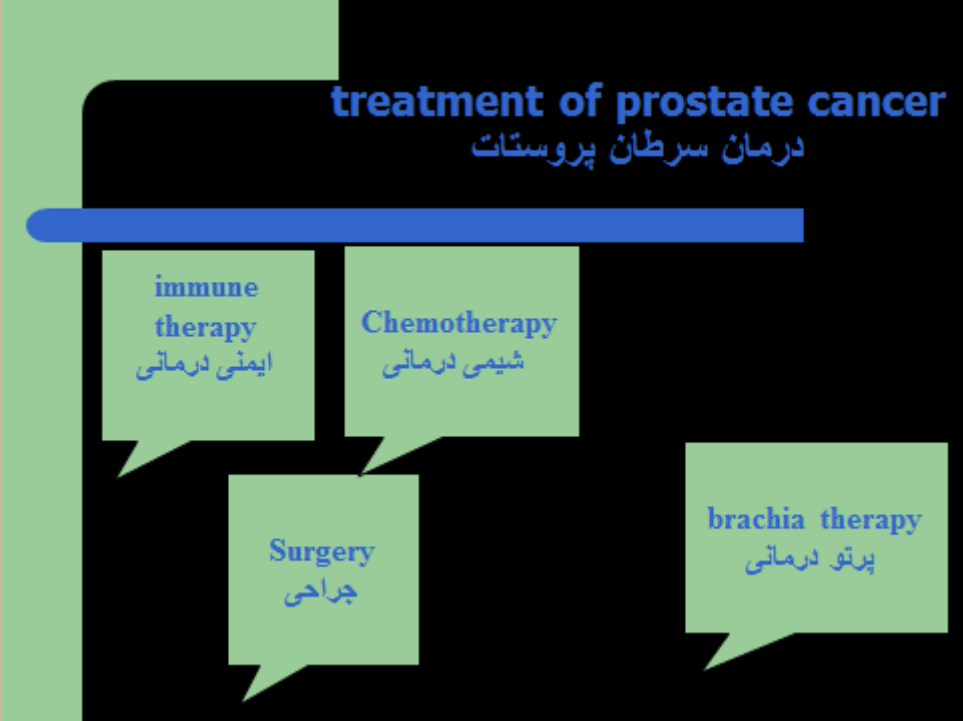 treatment of prostate cancer
درمان سرطان پروستات
immune
therapy
ایمنی درمانی
Chemotherapy
شیمی درمانی
Surgery
جراحی
brachia therapy
پرتو درمانی